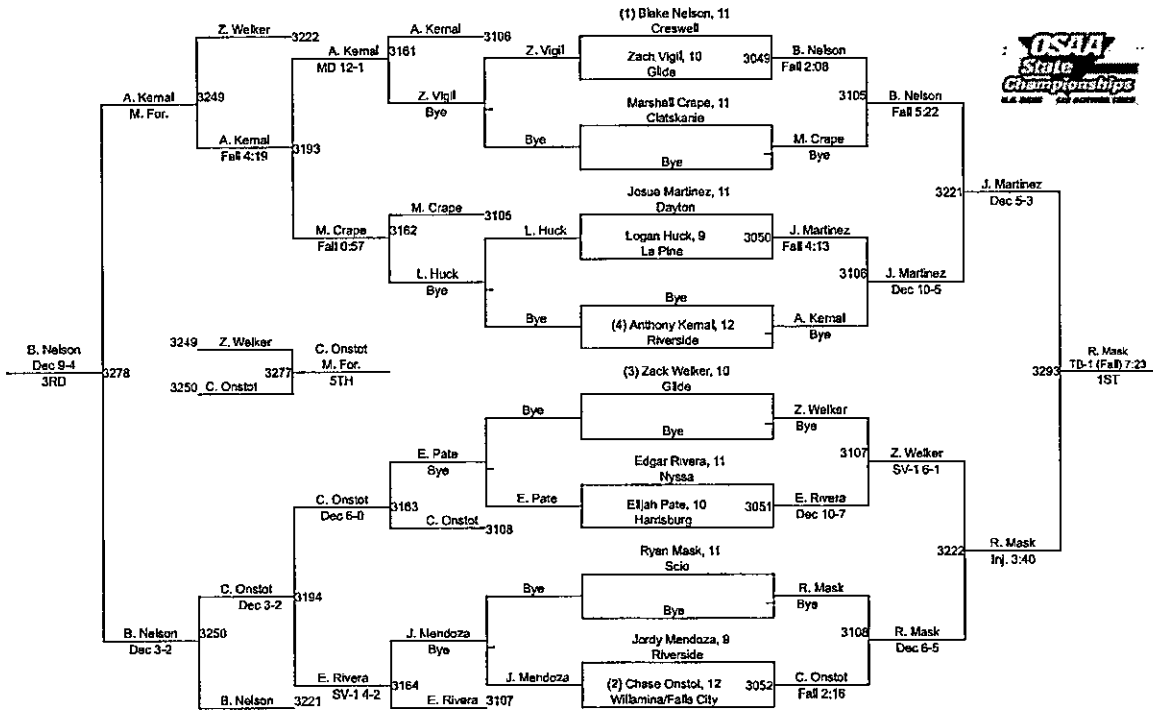 OSAA
State
Championships
(1) Blake Nelson, 11
Creswell
Zach Vigil, 10
Glide
3049
Marshall Crape, 11
Clatskanie
Bye
Josue Martinez, 11
Dayton
Logan Huck, 9
La Pine
3050
Bye
(4) Anthony Kernal, 12
Riverside
(3) Zack Walker, 10
Glide
Bye
Edgar Rivera, 11
Nyssa
Elijah Pate, 10
Harrisburg
3051
Ryan Mask, 11
Scio
Bye
Jordy Mendoza, 9
Riverside
(2) Chase Onstot, 12
Willamina/Falls City
3052
B. Nelson
Fall 2:08
3105
M. Crape
Bye
J. Martinez
Fall 4:13
3106
A. Kernal
Bye
Z. Walker
Bye
3107
E. Rivera
Dec 10-7
R. Mask
Bye
3108
C. Onstot
Fall 2:16
B. Nelson
Fall 5:22
3221
J. Martinez
Dec 10-5
Z. Welker
SV-1 6-1
3222
R. Mask
Dec 6-5
J. Martinez
Dec 5-3
3293
R. Mask
Inj. 3:40
R. Mask
TB-1 (Fall) 7:23
1ST
Z. Vigil
Bye
L. Huck
Bye
Bye
E. Pate
Bye
J. Mendoza
A. Kernal
3106
3161
Z. Vigil
Bye
M. Crape
3105
3162
L. Huck
Bye
E. Pate
Bye
3163
C. Onstot
3108
J. Mendoza
Bye
3164
E. Rivera
3107
A. Kernal
MD 12-1
3193
M. Crape
Fall 0:57
C. Onstot
Dec 6-0
3194
E. Rivera
SV-1 4-2
Z. Welker
3222
3249
A. Kernal
Fall 4:19
C. Onstot
Dec 3-2
3250
B. Nelson
3221
A. Kernal
M. For.
3278
B. Nelson
Dec 3-2
B. Nelson
Dec 9-4
3RD
3249
Z. Welker
3277
3250
C. Onstot
C. Onstot
M. For.
5TH